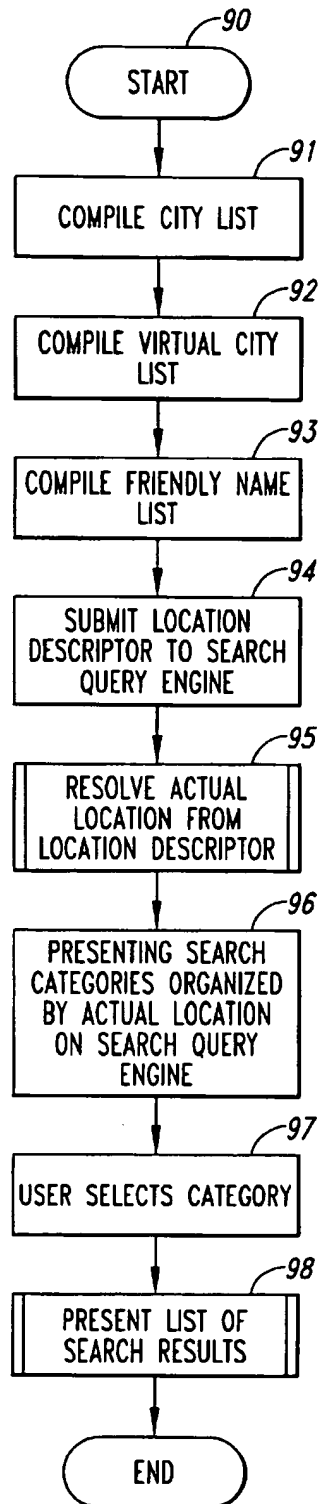 90
START
91
COMPILE CITY LIST
92
COMPILE VIRTUAL CITY
LIST
93
COMPILE FRIENDLY NAME
LIST
94
SUBMIT LOCATION
DESCRIPTOR TO SEARCH
QUERY ENGINE
95
RESOLVE ACTUAL
LOCATION FROM
LOCATION DESCRIPTOR
96
PRESENTING SEARCH
CATEGORIES ORGANIZED
BY ACTUAL LOCATION
ON SEARCH QUERY
ENGINE
97
USER SELECTS CATEGORY
98
PRESENT LIST OF
SEARCH RESULTS
END